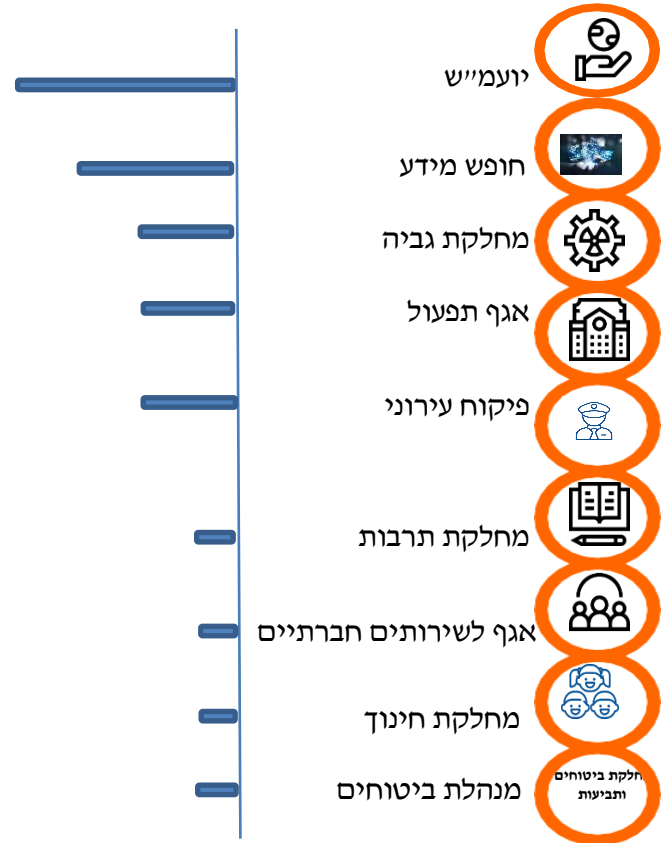 יועמ״ש
חופש מידע
מחלקת גביה
אגף תפעול
פיקוח עירוני
מחלקת תרבות
אגף לשירותים חברתיים
מחלקת חינוך
מנהלת ביטוחים
חלקת ביטוחים
ותביעות